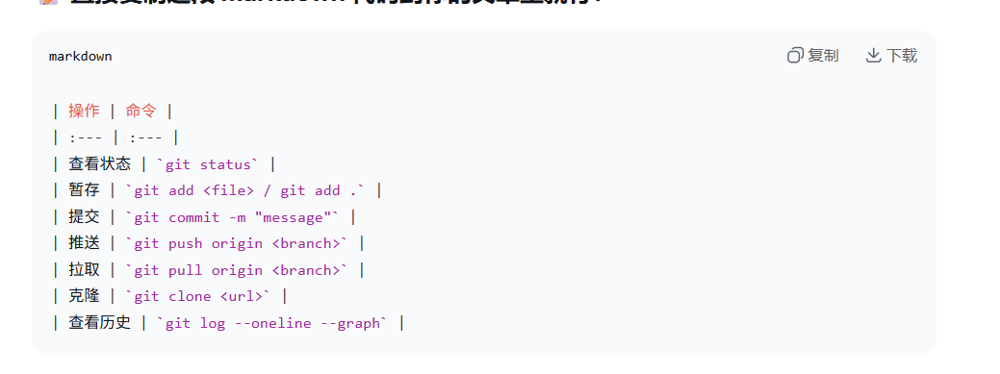 markdown
复制
下载
| 操作 | 命令 |
| :--- | :--- |
| 查看状态 | `git status` |
| 暂存 | `git add <file> / git add .` |
| 提交 | `git commit -m "message"` |
| 推送 | `git push origin <branch>` |
| 拉取 | `git pull origin <branch>` |
| 克隆 | `git clone <url>` |
| 查看历史 | `git log --oneline --graph` |